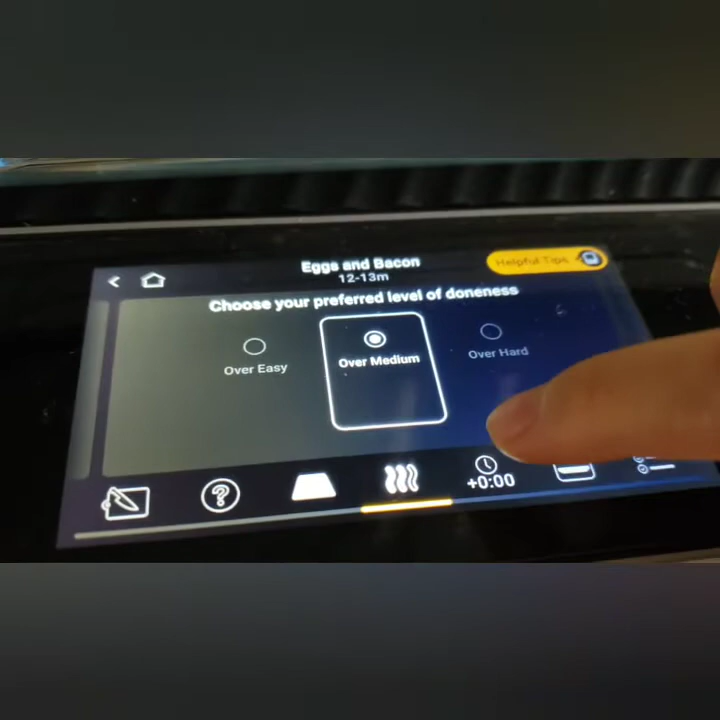 Eggs and Bacon
12-13m
Helpful Tips
Choose your preferred level of doneness
Over Easy
Over Medium
Over Hard
+0:00